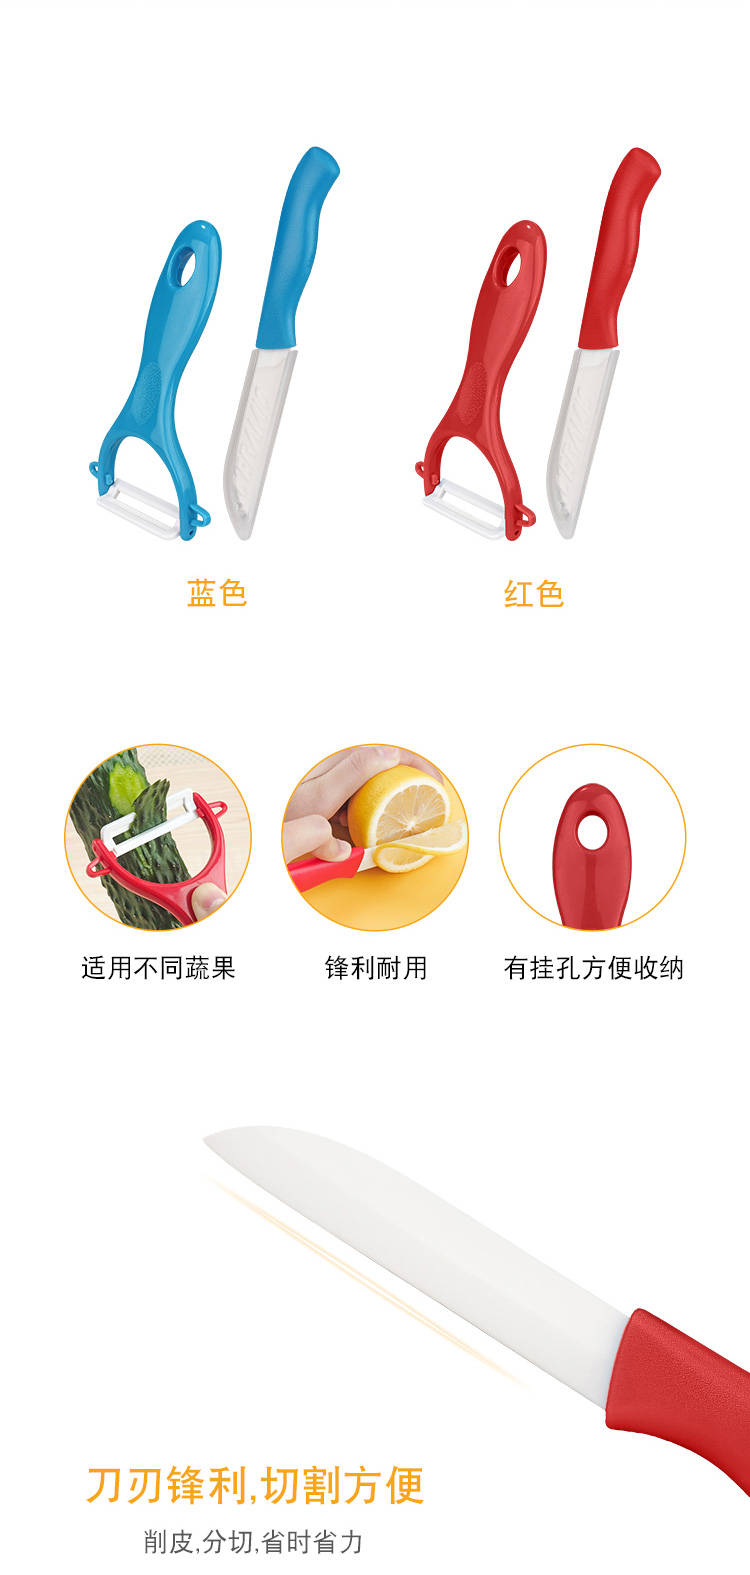 蓝色
红色
适用不同蔬果
锋利耐用
有挂孔方便收纳
刀刃锋利,切割方便
削皮,分切,省时省力